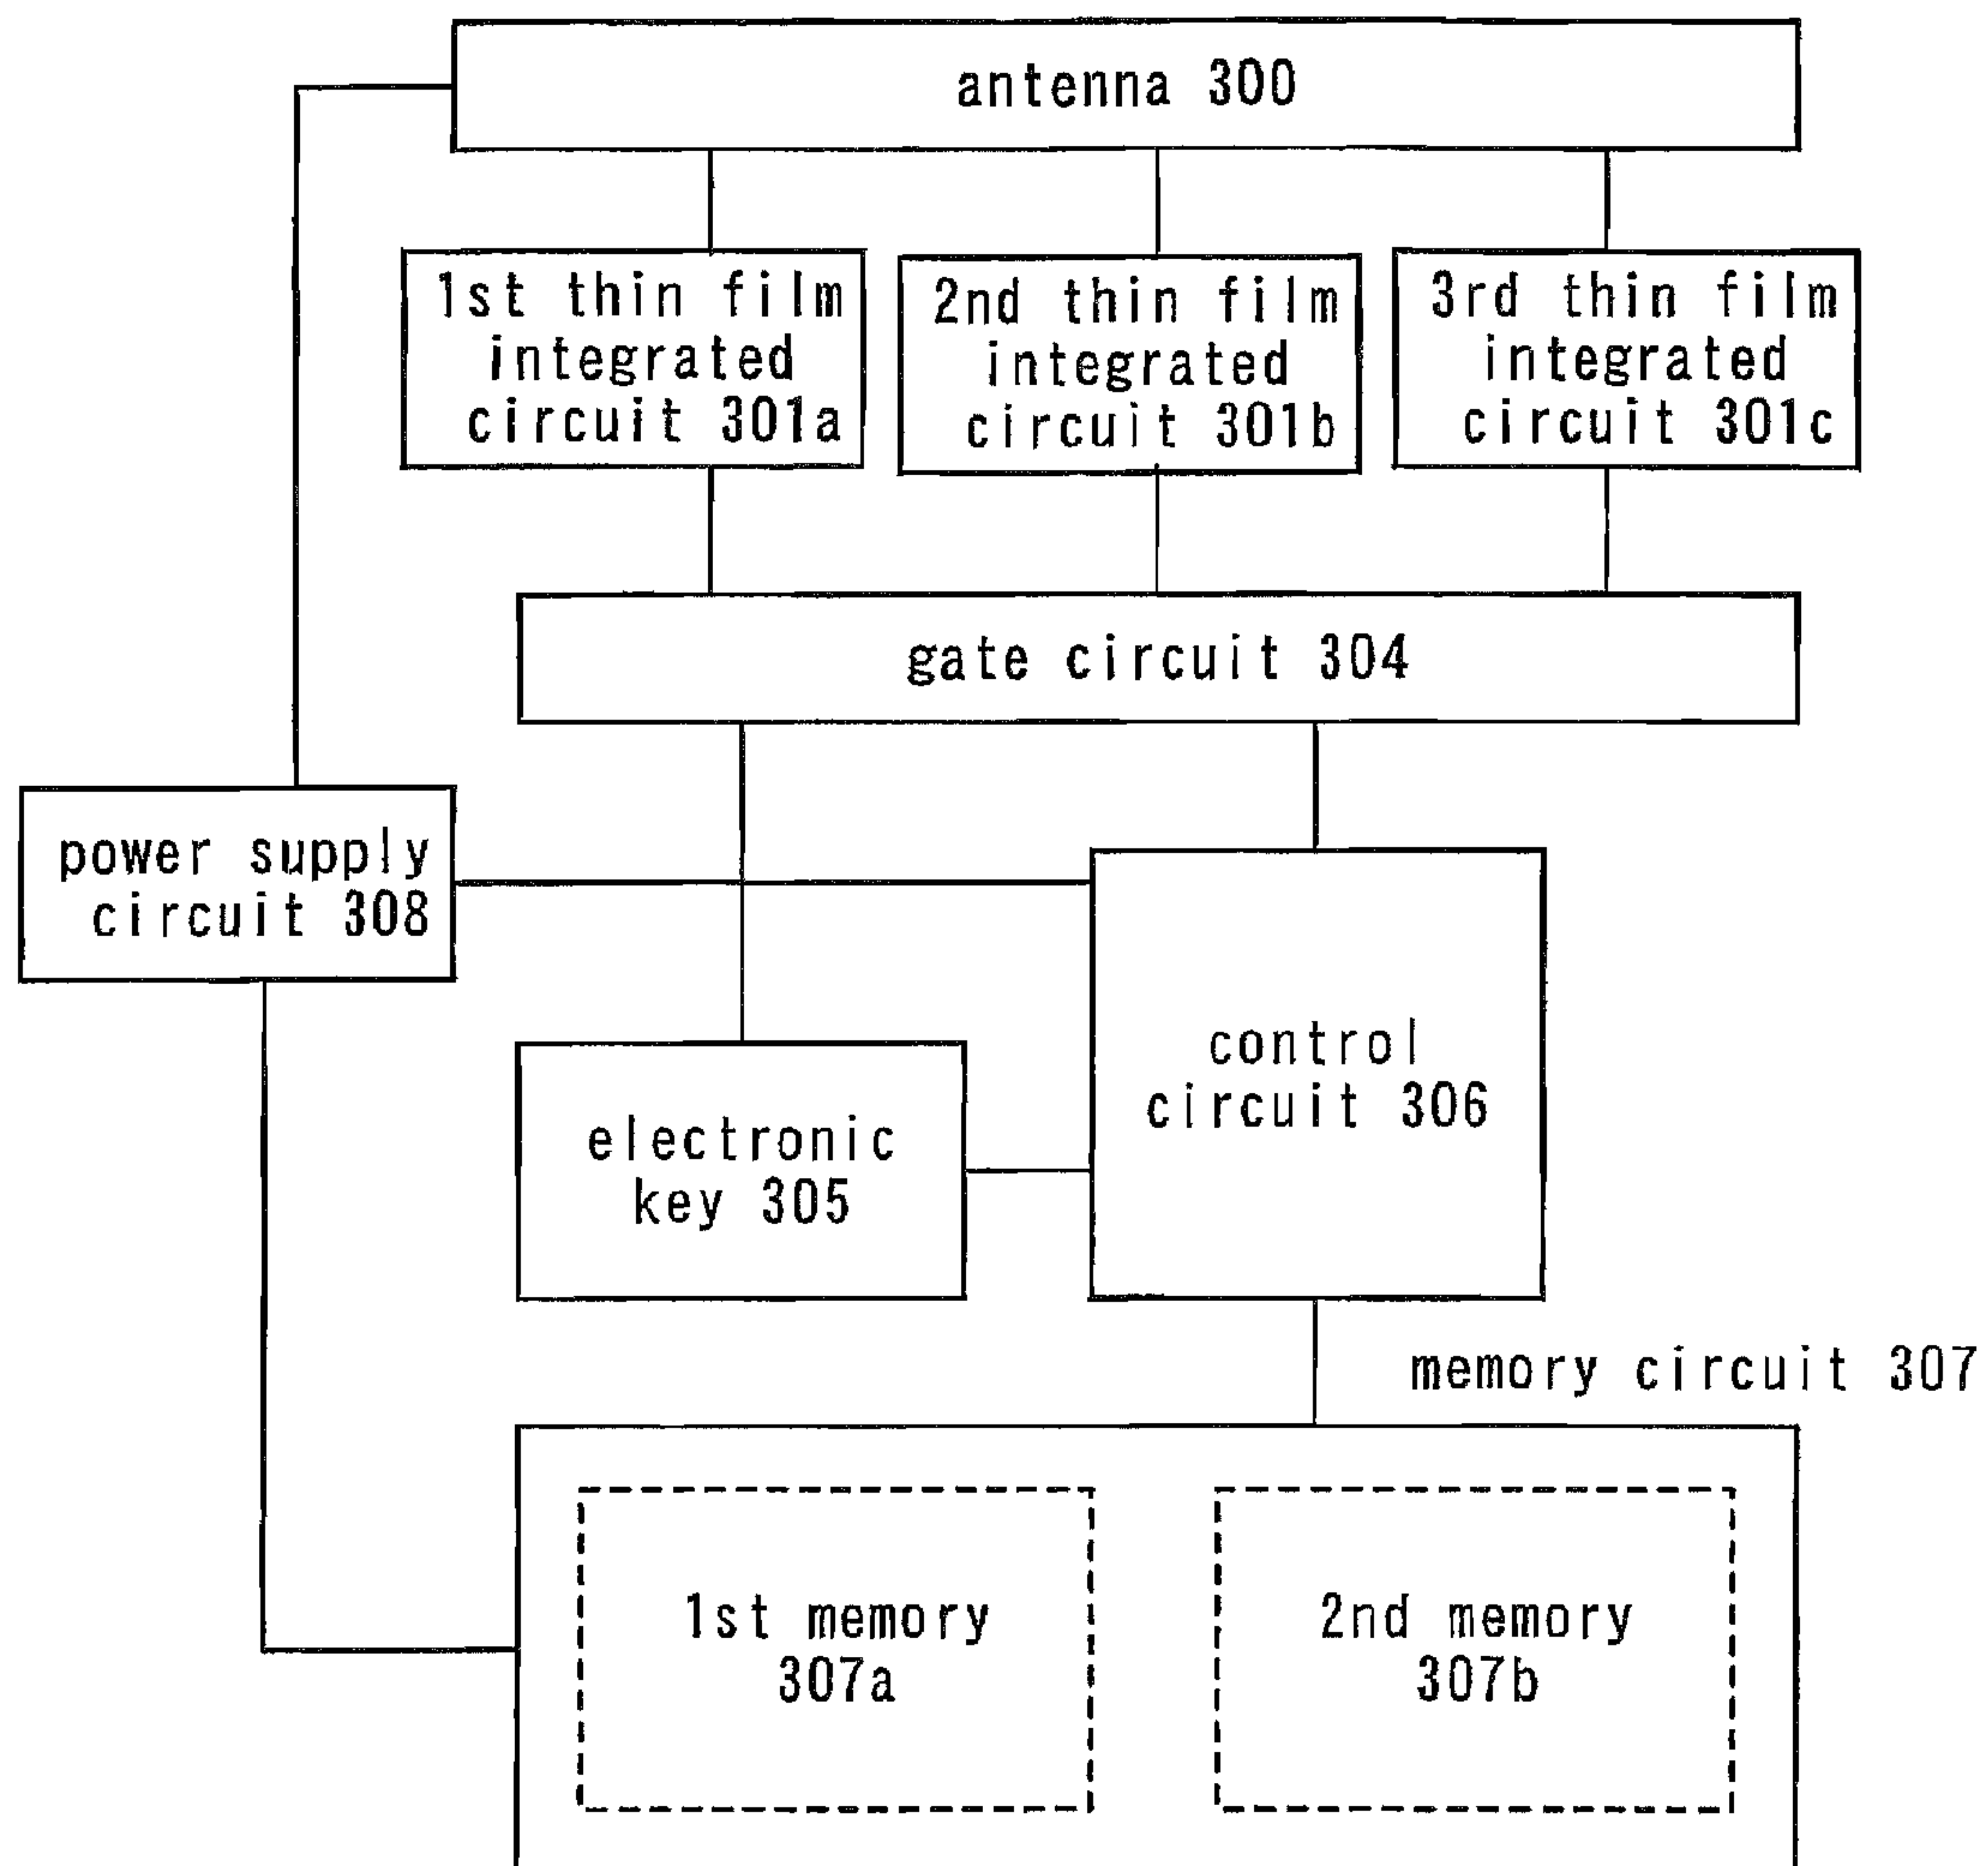 antenna 300
1st thin film
integrated
circuit 301a
2nd thin film
integrated
circuit 301b
3rd thin film
integrated
circuit 301c
gate circuit 304
power supply
circuit 308
control
circuit 306
electronic
key 305
memory circuit 307
1st memory
307a
2nd memory
307b